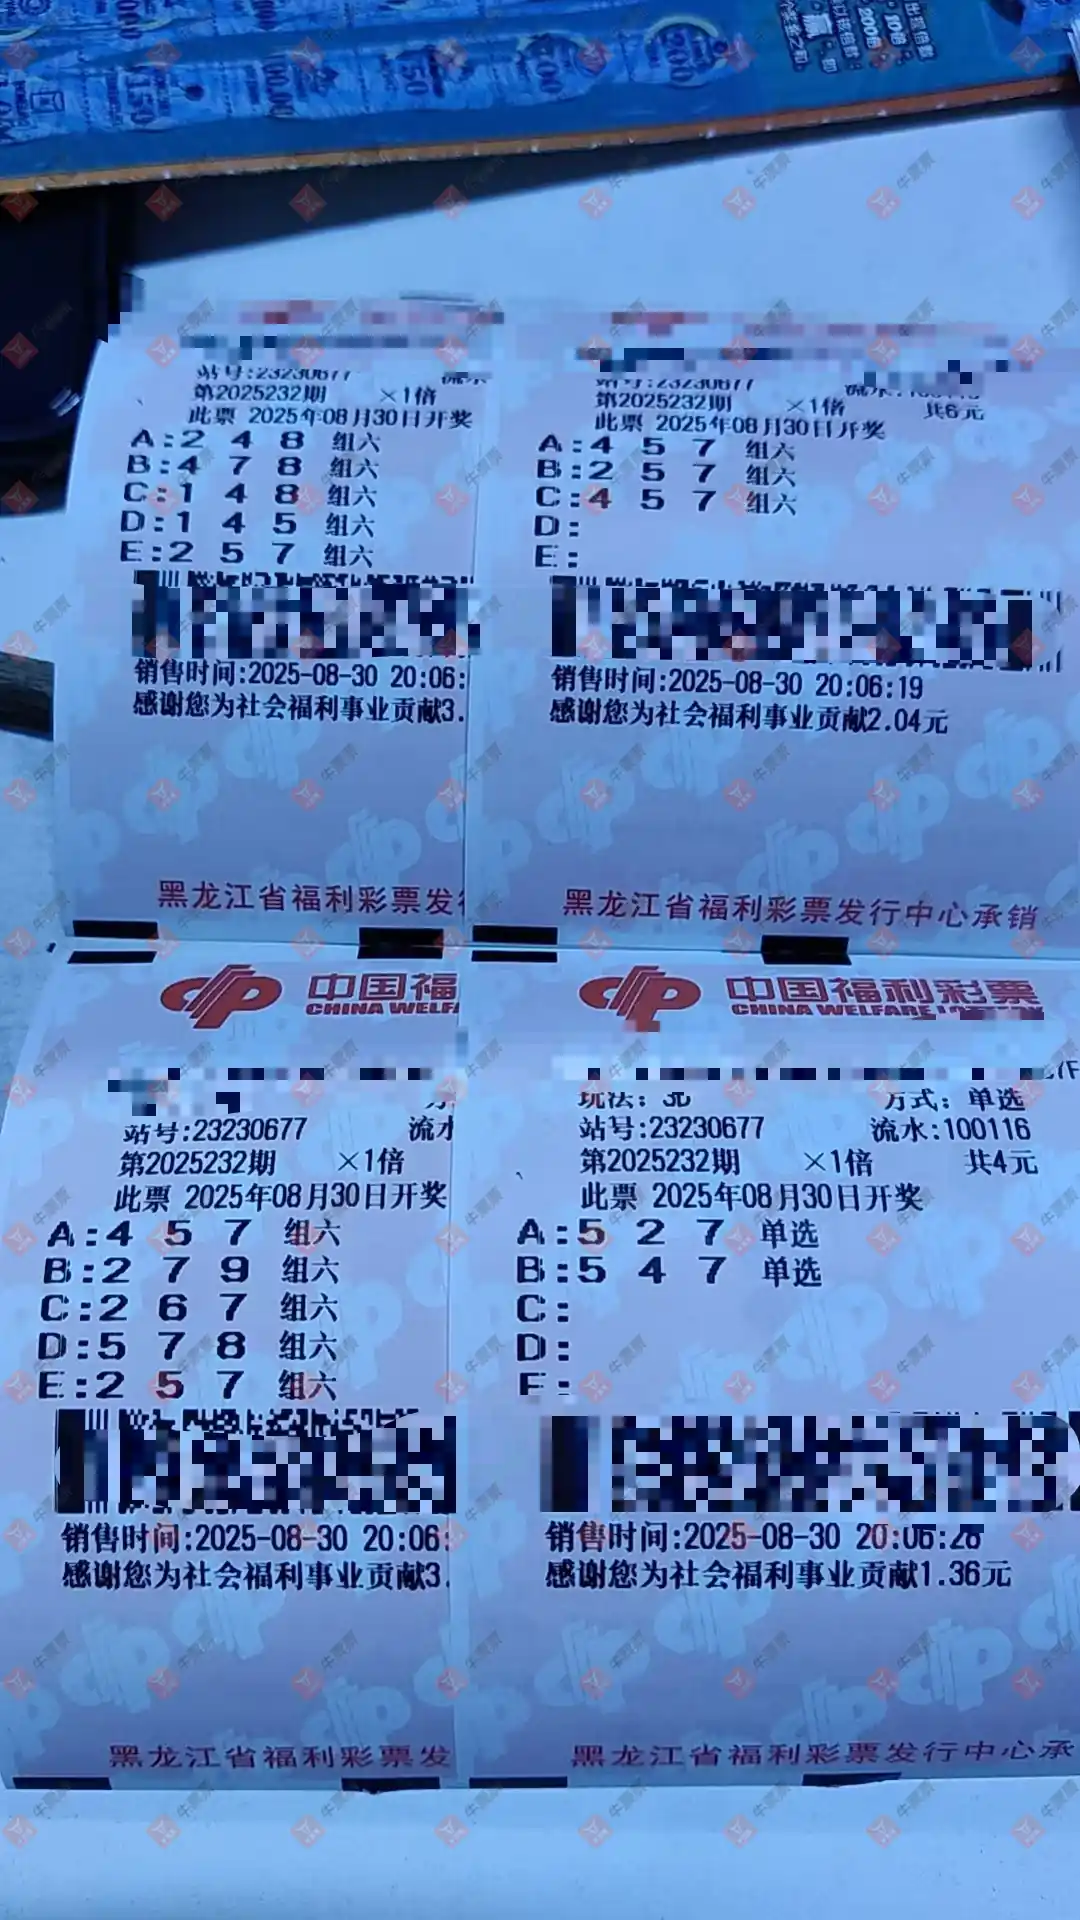 站号:23230677
第2025232期 ×1倍
此票 2025年08月30日开奖
A:2 4 8 组六
B:4 7 8 组六
C:1 4 8 组六
D:1 4 5 组六
E:2 5 7 组六
销售时间:2025-08-30 20:06:
感谢您为社会福利事业贡献3.
黑龙江省福利彩票发行
站号:23230677
第2025232期 ×1倍 共6元
此票 2025年08月30日开奖
A:4 5 7 组六
B:2 5 7 组六
C:4 5 7 组六
D:
E:
销售时间:2025-08-30 20:06:19
感谢您为社会福利事业贡献2.04元
黑龙江省福利彩票发行中心承销
中国福
CHINA WELF
站号:23230677 流水
第2025232期 ×1倍
此票 2025年08月30日开奖
A:4 5 7 组六
B:2 7 9 组六
C:2 6 7 组六
D:5 7 8 组六
E:2 5 7 组六
销售时间:2025-08-30 20:06:
感谢您为社会福利事业贡献3.
黑龙江省福利彩票发
中国福利彩票
CHINA WELFARE LOTTERY
玩法: 3D 方式: 单选
站号:23230677 流水:100116
第2025232期 ×1倍 共4元
此票 2025年08月30日开奖
A:5 2 7 单选
B:5 4 7 单选
C:
D:
E:
销售时间:2025-08-30 20:06:28
感谢您为社会福利事业贡献1.36元
黑龙江省福利彩票发行中心承